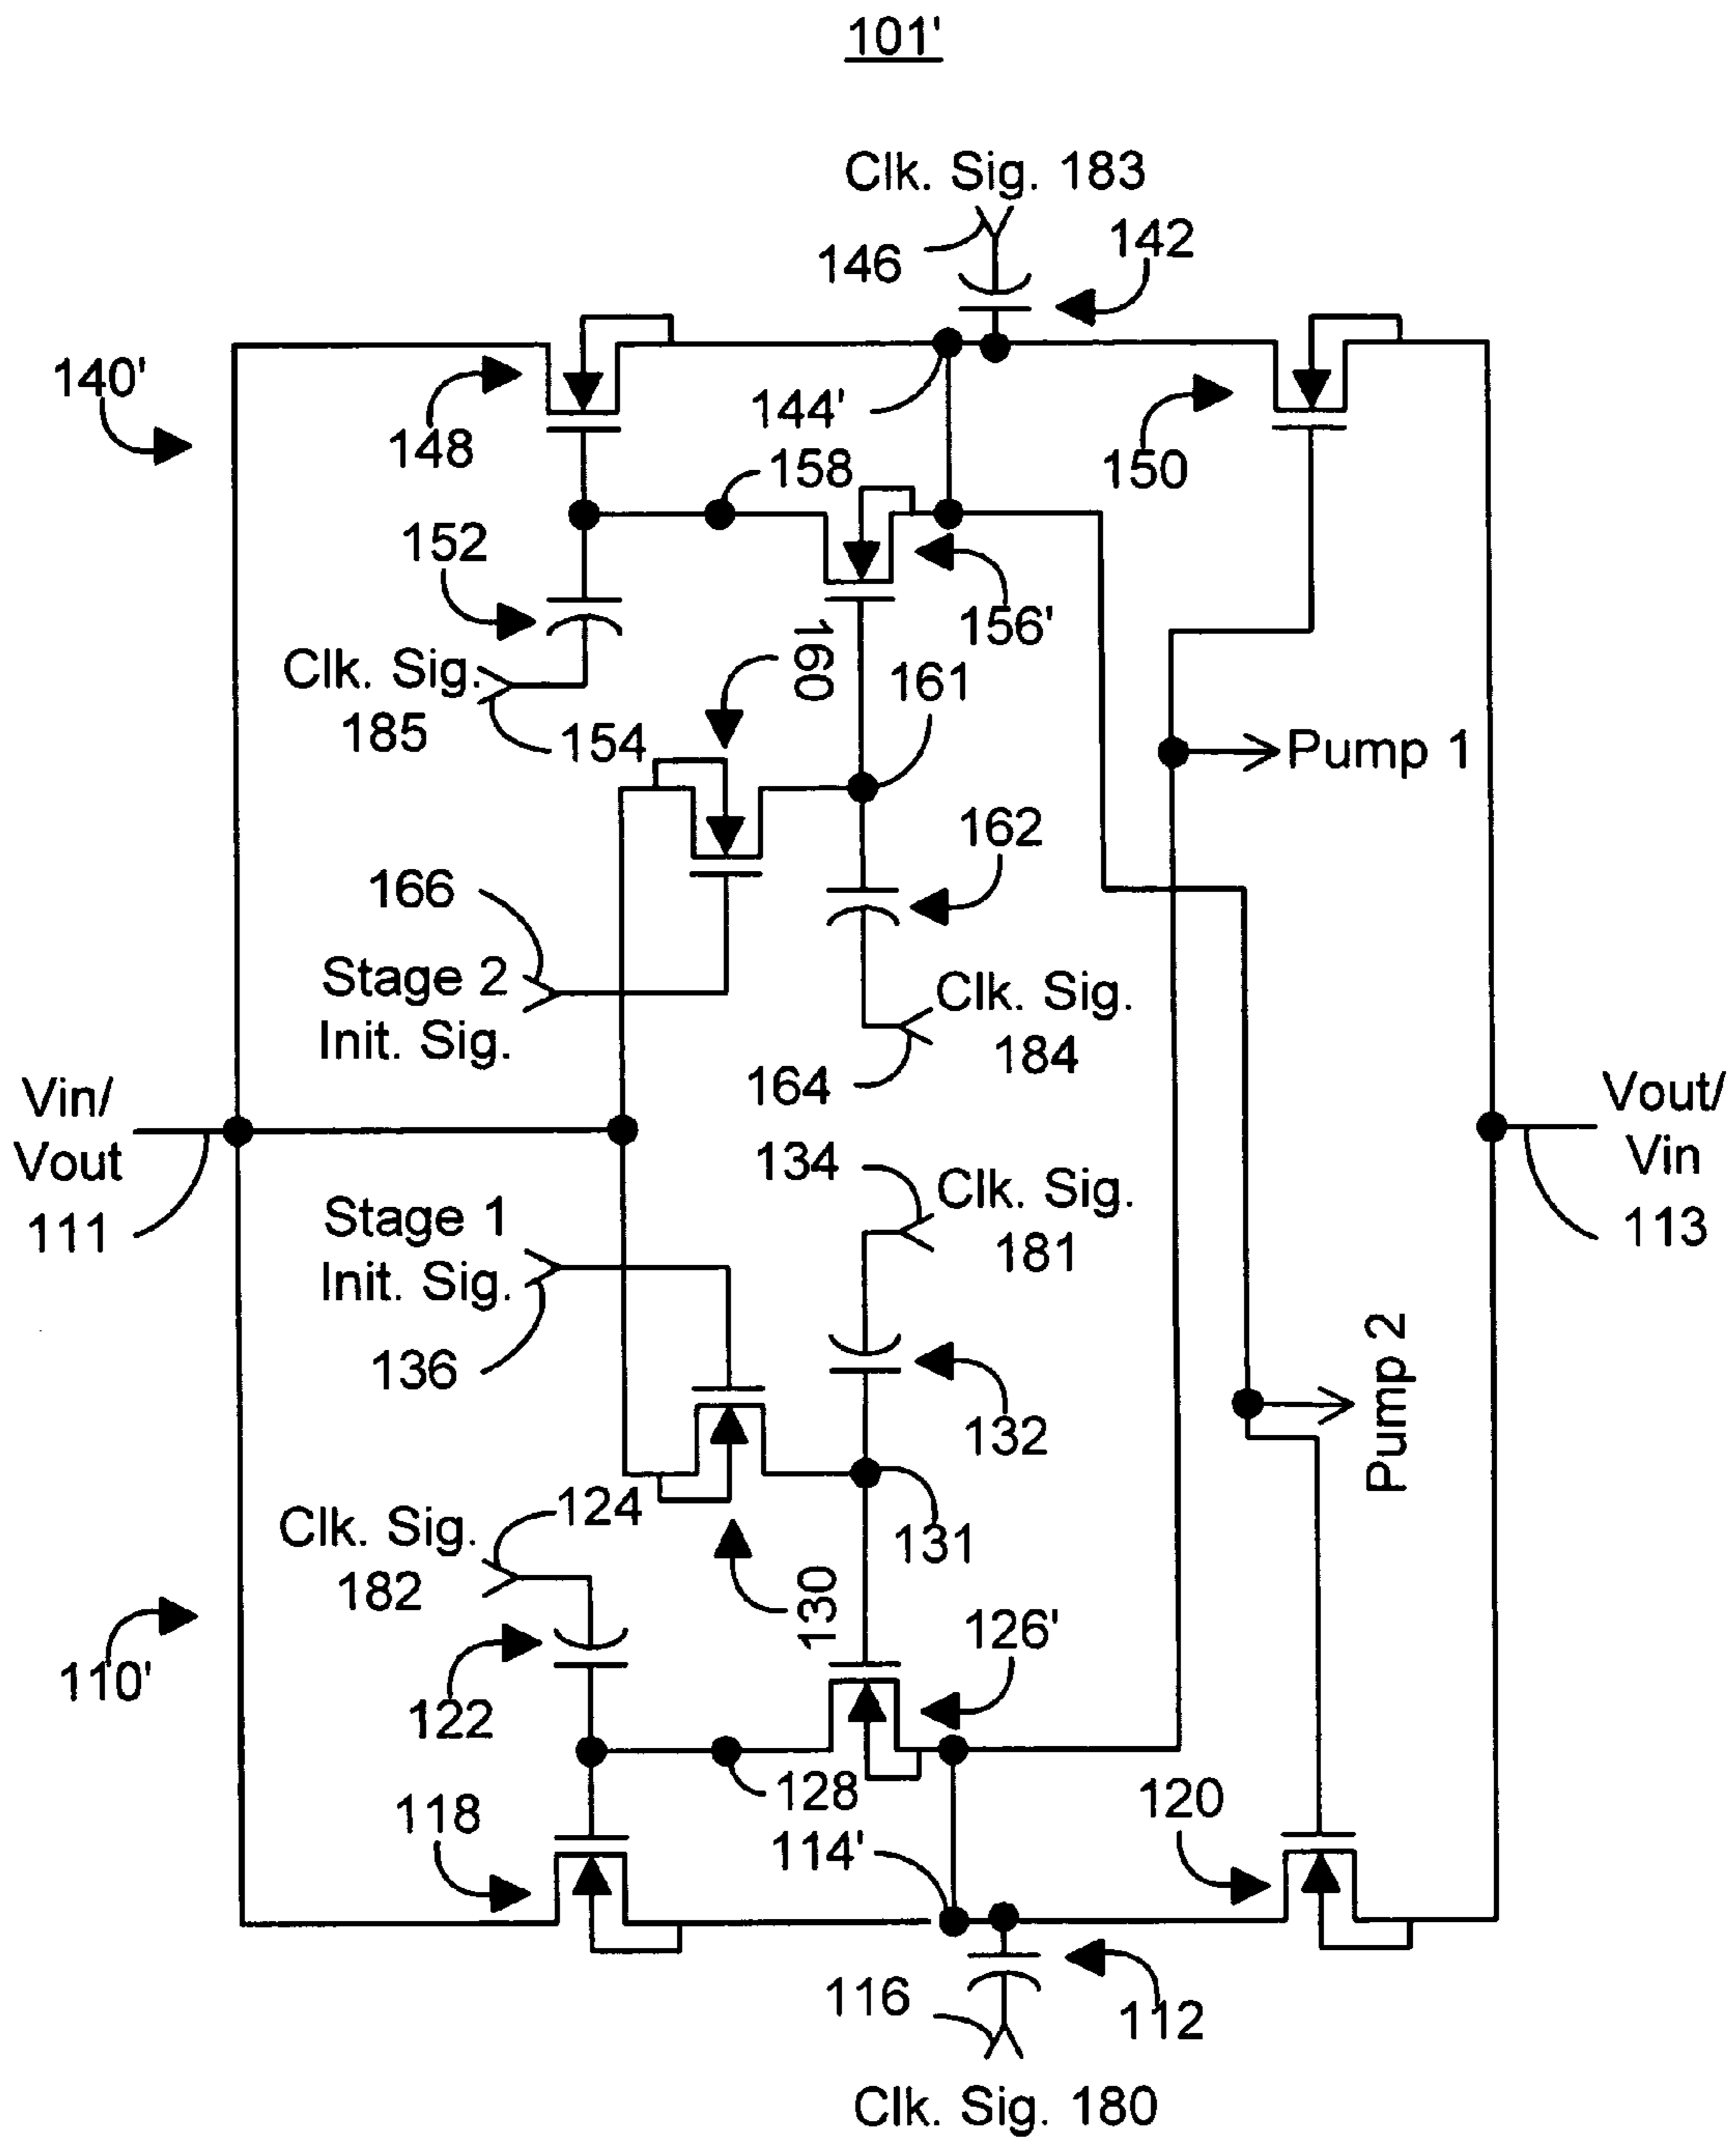 101'
Clk. Sig. 183
146
142
140'
148
144'
150
158
152
156'
160
Clk. Sig.
185
154
161
Pump 1
162
166
Stage 2
Init. Sig.
Clk. Sig.
184
164
Vin/
Vout
111
Vout/
Vin
113
134
Clk. Sig.
181
Stage 1
Init. Sig.
136
132
Pump 2
124
Clk. Sig.
182
131
130
126'
110'
122
128
118
114'
120
116
112
Clk. Sig. 180